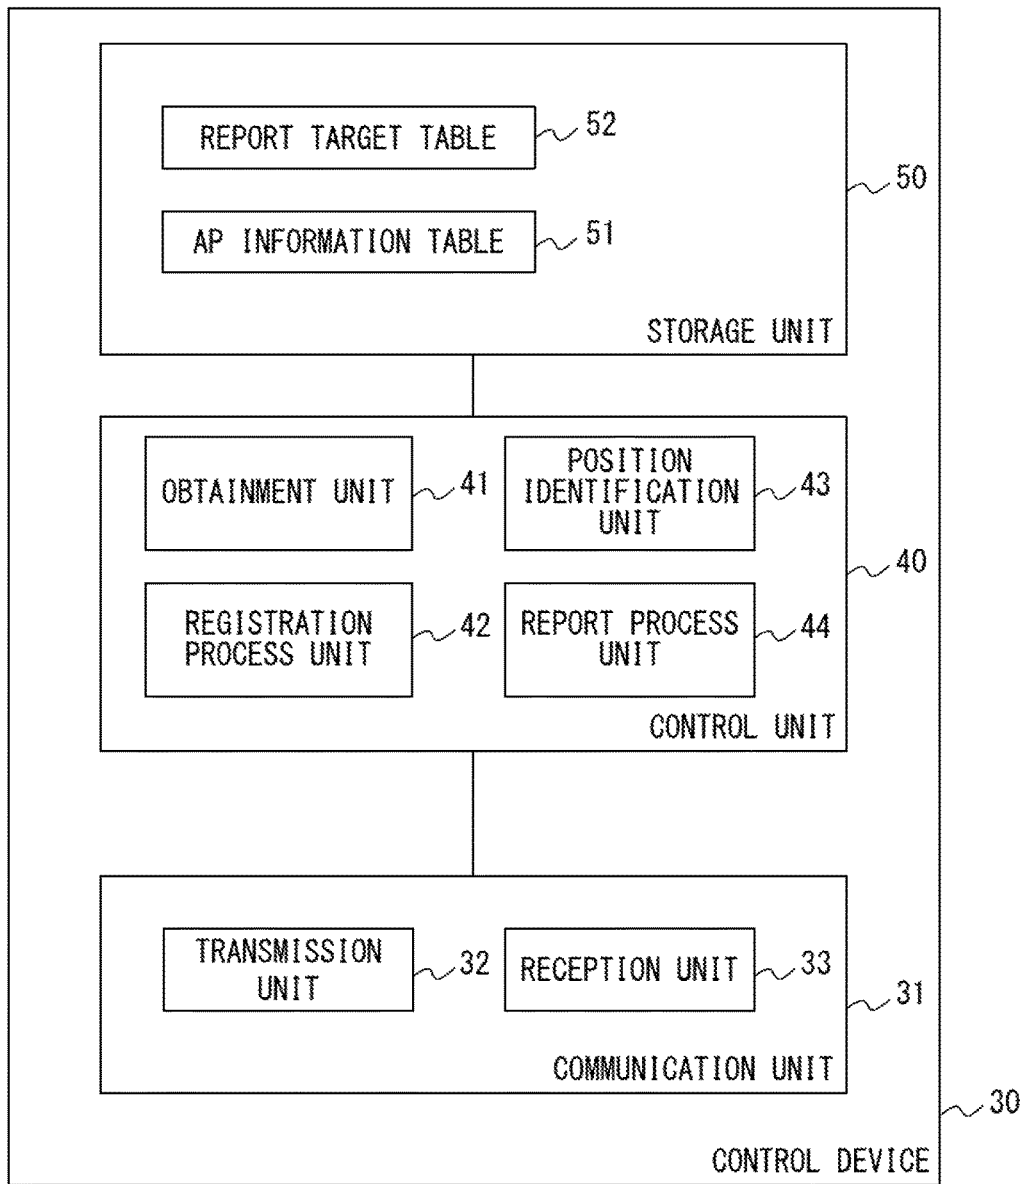 REPORT TARGET TABLE
52
50
AP INFORMATION TABLE
51
STORAGE UNIT
OBTAINMENT UNIT
41
POSITION
IDENTIFICATION
UNIT
43
40
REGISTRATION
PROCESS UNIT
42
REPORT PROCESS
UNIT
44
CONTROL UNIT
TRANSMISSION
UNIT
32
RECEPTION UNIT
33
31
COMMUNICATION UNIT
30
CONTROL DEVICE